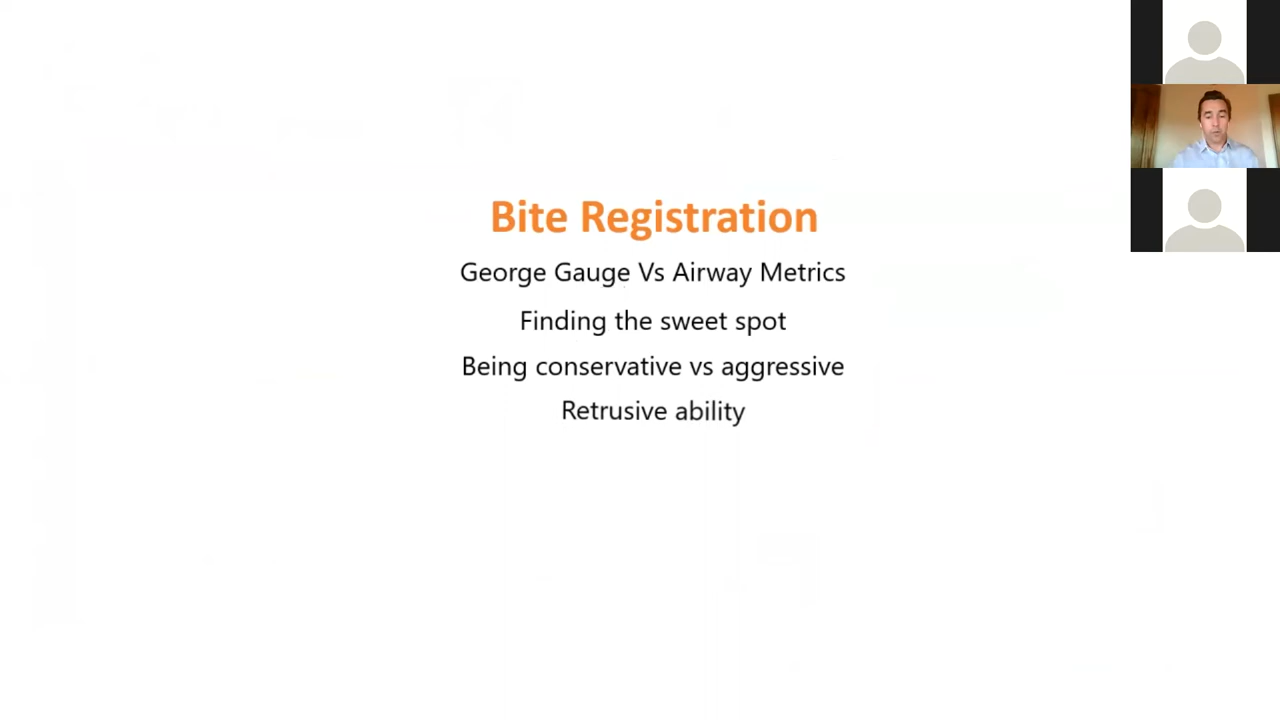 Bite Registration
George Gauge Vs Airway Metrics
Finding the sweet spot
Being conservative vs aggressive
Retrusive ability